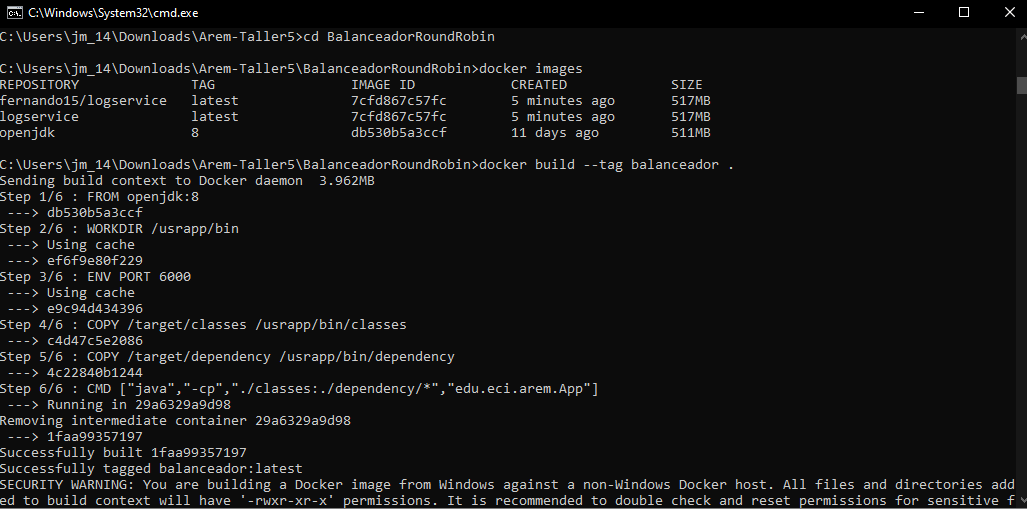 C:\Windows\System32\cmd.exe
C:\Users\jm_14\Downloads\Arem-Taller5>cd BalanceadorRoundRobin
C:\Users\jm_14\Downloads\Arem-Taller5\BalanceadorRoundRobin>docker images
REPOSITORY TAG IMAGE ID CREATED SIZE
fernando15/logservice latest 7cfd867c57fc 5 minutes ago 517MB
logservice latest 7cfd867c57fc 5 minutes ago 517MB
openjdk 8 db530b5a3ccf 11 days ago 511MB
C:\Users\jm_14\Downloads\Arem-Taller5\BalanceadorRoundRobin>docker build --tag balanceador .
Sending build context to Docker daemon  3.962MB
Step 1/6 : FROM openjdk:8
 ---> db530b5a3ccf
Step 2/6 : WORKDIR /usrapp/bin
 ---> Using cache
 ---> ef6f9e80f229
Step 3/6 : ENV PORT 6000
 ---> Using cache
 ---> e9c94d434396
Step 4/6 : COPY /target/classes /usrapp/bin/classes
 ---> c4d47c5e2086
Step 5/6 : COPY /target/dependency /usrapp/bin/dependency
 ---> 4c22840b1244
Step 6/6 : CMD ["java","-cp","./classes:./dependency/*","edu.eci.arem.App"]
 ---> Running in 29a6329a9d98
Removing intermediate container 29a6329a9d98
 ---> 1faa99357197
Successfully built 1faa99357197
Successfully tagged balanceador:latest
SECURITY WARNING: You are building a Docker image from Windows against a non-Windows Docker host. All files and directories add
ed to build context will have '-rwxr-xr-x' permissions. It is recommended to double check and reset permissions for sensitive f